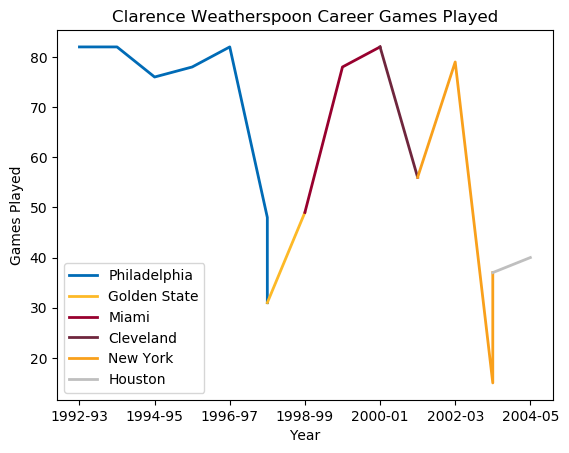 Clarence Weatherspoon Career Games Played
Games Played
80
70
60
50
40
30
20
Philadelphia
Golden State
Miami
Cleveland
New York
Houston
1992-93 1994-95 1996-97 1998-99 2000-01 2002-03 2004-05
Year